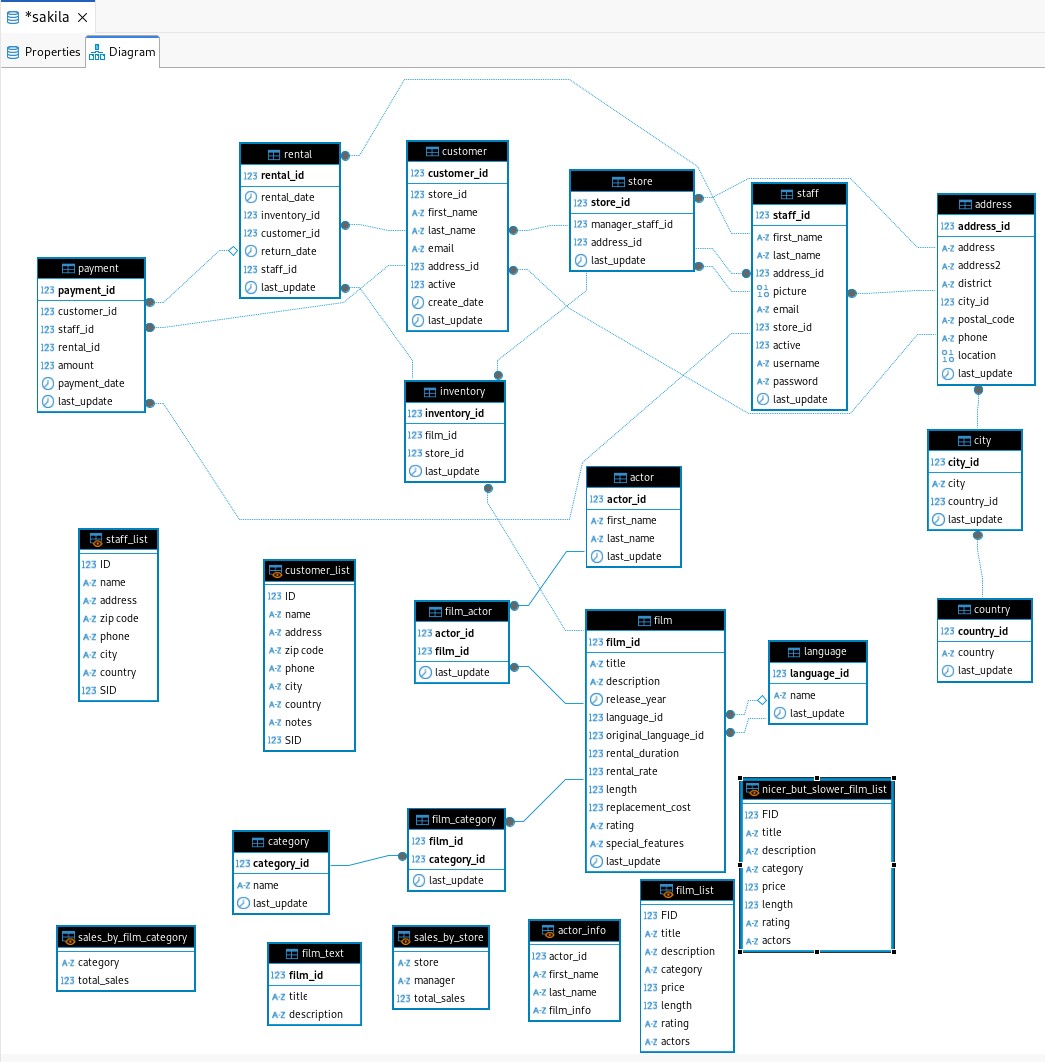 *sakila
Properties
Diagram
rental
123 rental_id
rental_date
123 inventory_id
123 customer_id
return_date
123 staff_id
last_update
customer
123 customer_id
123 store_id
A-Z first_name
A-Z last_name
A-Z email
123 address_id
123 active
create_date
last_update
store
123 store_id
123 manager_staff_id
123 address_id
last_update
staff
123 staff_id
A-Z first_name
A-Z last_name
123 address_id
picture
A-Z email
123 store_id
123 active
A-Z username
A-Z password
last_update
address
123 address_id
A-Z address
A-Z address2
A-Z district
123 city_id
A-Z postal_code
A-Z phone
location
last_update
payment
123 payment_id
123 customer_id
123 staff_id
123 rental_id
123 amount
payment_date
last_update
inventory
123 inventory_id
123 film_id
123 store_id
last_update
city
123 city_id
A-Z city
123 country_id
last_update
actor
123 actor_id
A-Z first_name
A-Z last_name
last_update
staff_list
123 ID
A-Z name
A-Z address
A-Z zip code
A-Z phone
A-Z city
A-Z country
123 SID
customer_list
123 ID
A-Z name
A-Z address
A-Z zip code
A-Z phone
A-Z city
A-Z country
A-Z notes
123 SID
film_actor
123 actor_id
123 film_id
last_update
film
123 film_id
A-Z title
A-Z description
release_year
123 language_id
123 original_language_id
123 rental_duration
123 rental_rate
123 length
123 replacement_cost
A-Z rating
A-Z special_features
last_update
language
123 language_id
A-Z name
last_update
country
123 country_id
A-Z country
last_update
nicer_but_slower_film_list
123 FID
A-Z title
A-Z description
A-Z category
123 price
123 length
A-Z rating
A-Z actors
film_category
123 film_id
123 category_id
last_update
category
123 category_id
A-Z name
last_update
film_list
123 FID
A-Z title
A-Z description
A-Z category
123 price
123 length
A-Z rating
A-Z actors
sales_by_film_category
A-Z category
123 total_sales
film_text
123 film_id
A-Z title
A-Z description
sales_by_store
A-Z store
A-Z manager
123 total_sales
actor_info
123 actor_id
A-Z first_name
A-Z last_name
A-Z film_info